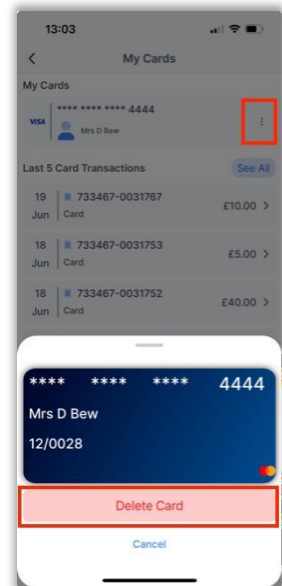 13:03
My Cards
My Cards
VISA
**** **** **** 4444
Mrs D Bew
Last 5 Card Transactions
See All
19 Jun
733467-0031767
Card
£10.00
18 Jun
733467-0031753
Card
£5.00
18 Jun
733467-0031752
Card
£40.00
**** **** **** 4444
Mrs D Bew
12/0028
Delete Card
Cancel